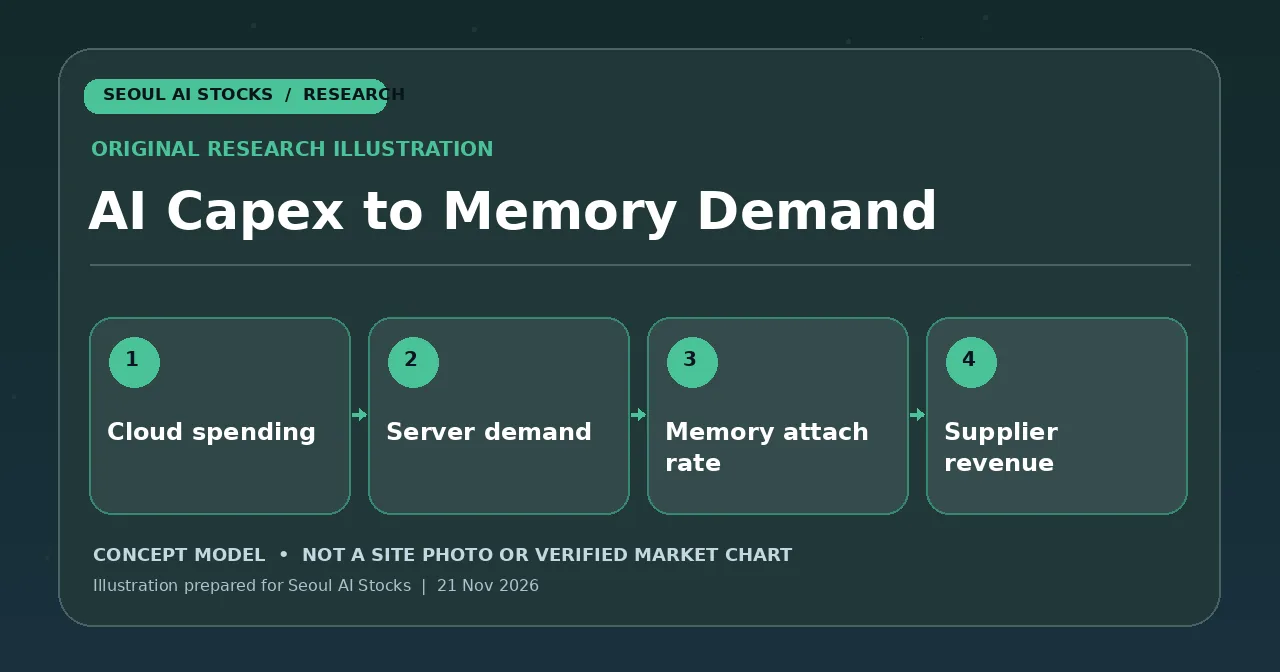 SEOUL AI STOCKS / RESEARCH
ORIGINAL RESEARCH ILLUSTRATION
AI Capex to Memory Demand
1
Cloud spending
2
Server demand
3
Memory attach
rate
4
Supplier
revenue
CONCEPT MODEL • NOT A SITE PHOTO OR VERIFIED MARKET CHART
Illustration prepared for Seoul AI Stocks | 21 Nov 2026